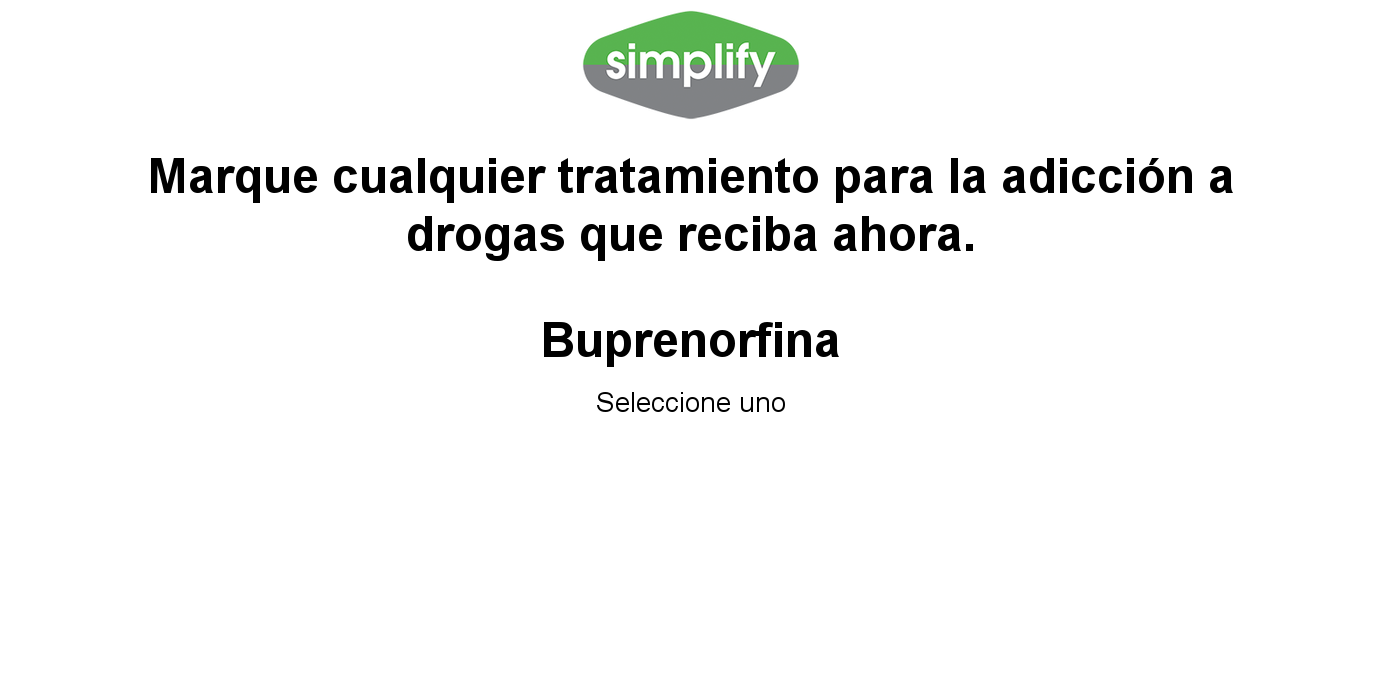 simplify
Marque cualquier tratamiento para la adicción a
drogas que reciba ahora.
Buprenorfina
Seleccione uno